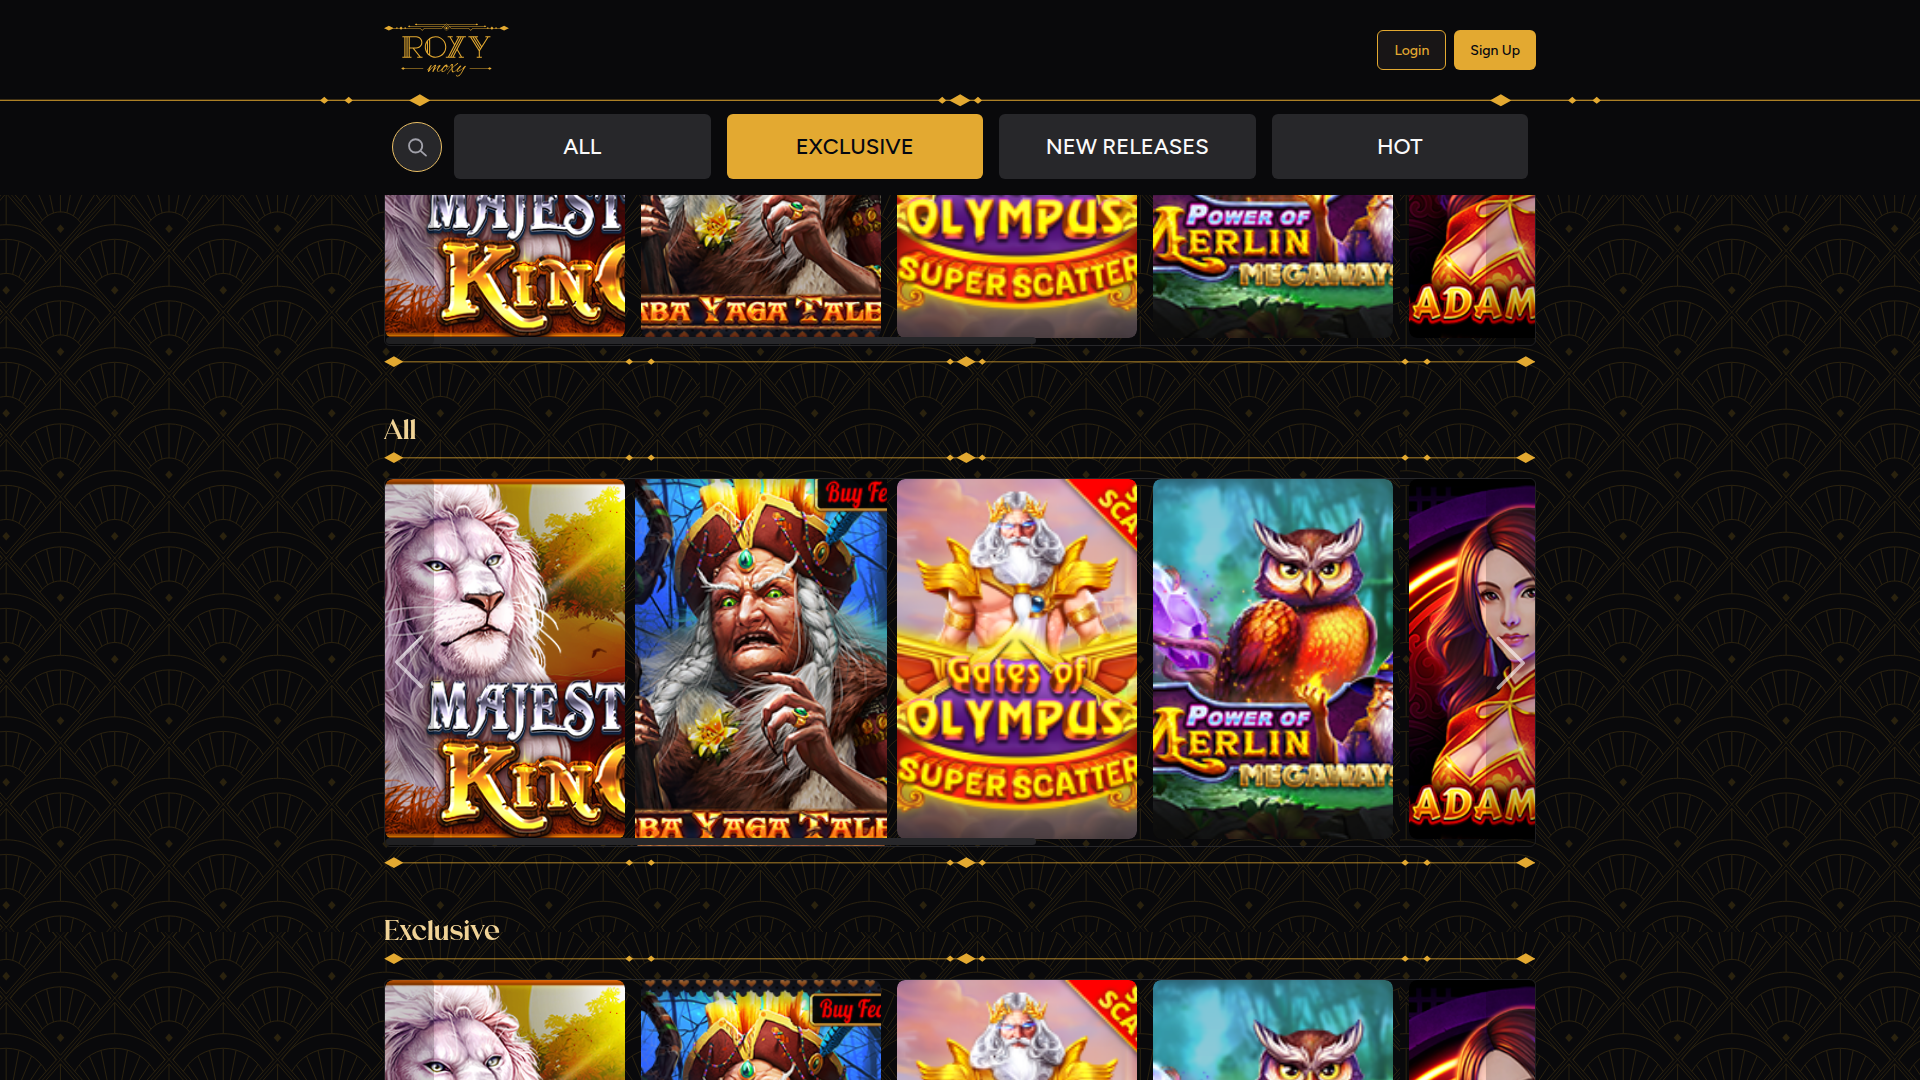 ROXY
moxy
Login
Sign Up
ALL
EXCLUSIVE
NEW RELEASES
HOT
MAJEST
KING
BA YAGA TALE
OLYMPUS
SUPER SCATTER
POWER OF
MERLIN
MEGAWAYS
ADAM
All
Buy Fe
SCA
MAJEST
KING
BA YAGA TALE
Gates of
OLYMPUS
SUPER SCATTER
POWER OF
MERLIN
MEGAWAYS
ADAM
Exclusive
Buy Fea
SCA